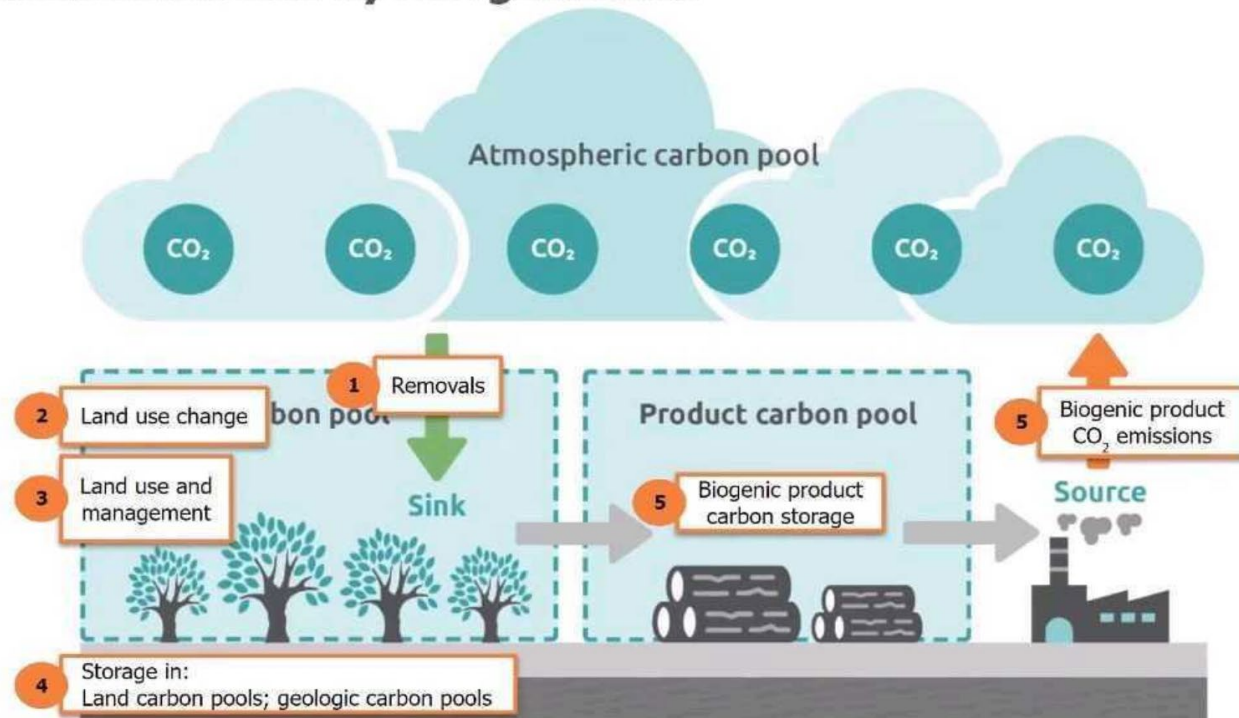 Atmospheric carbon pool
CO₂ CO₂ CO₂ CO₂ CO₂ CO₂
1 Removals
2 Land use change
pool
Product carbon pool
5 Biogenic product
CO₂ emissions
3 Land use and
management
Sink
5 Biogenic product
carbon storage
Source
4 Storage in:
Land carbon pools; geologic carbon pools